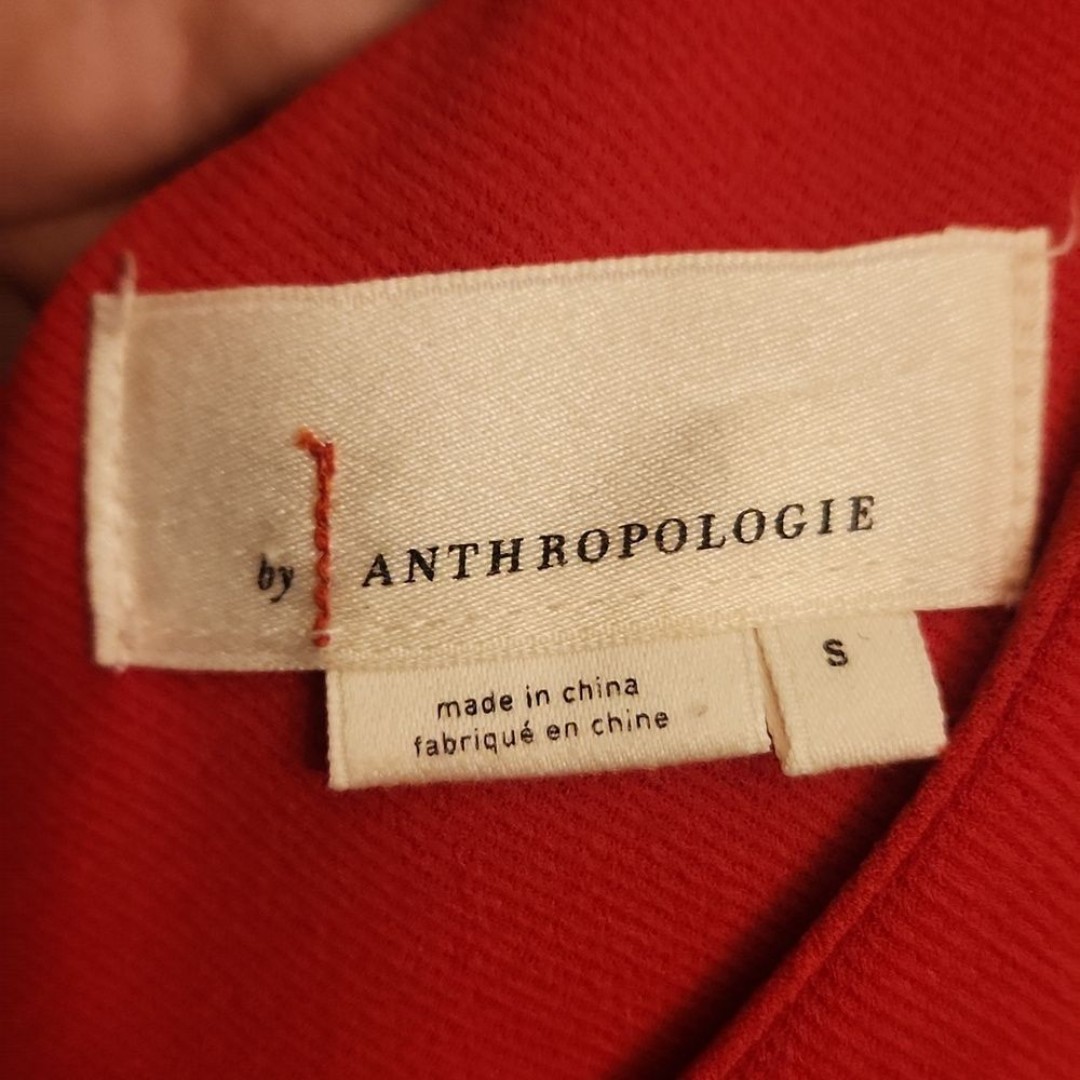 by ANTHROPOLOGIE
made in china
fabriqué en chine
S